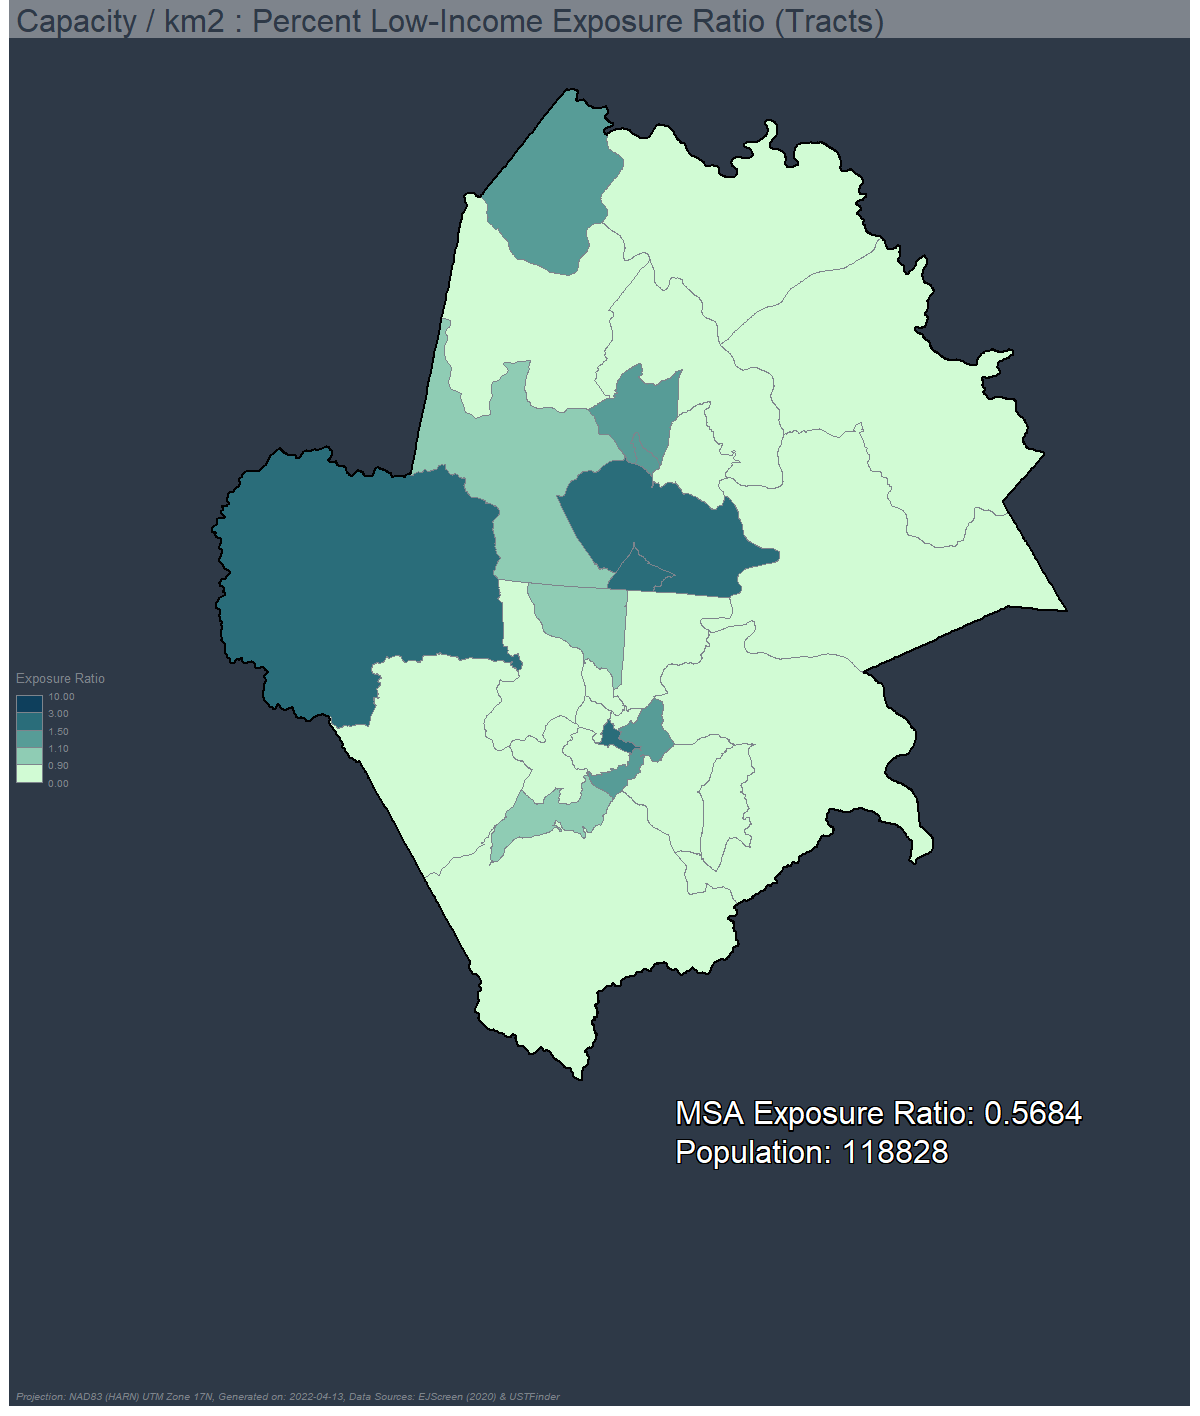 Capacity / km2 : Percent Low-Income Exposure Ratio (Tracts)
Exposure Ratio
10.00
3.00
1.50
1.10
0.90
0.00
MSA Exposure Ratio: 0.5684
Population: 118828
Projection: NAD83 (HARN) UTM Zone 17N, Generated on: 2022-04-13, Data Sources: EJScreen (2020) & USTFinder